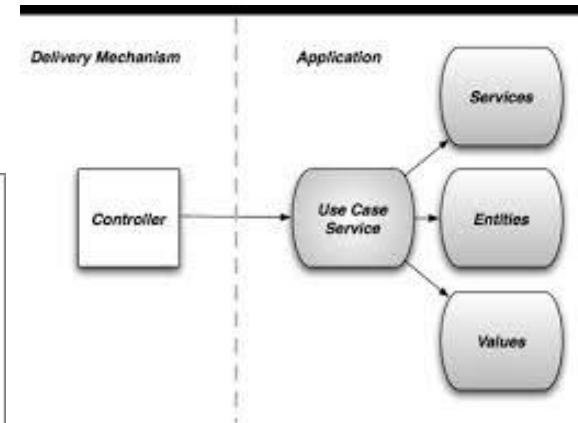 Delivery Mechanism
Application
Services
Controller
Use Case
Service
Entities
Values